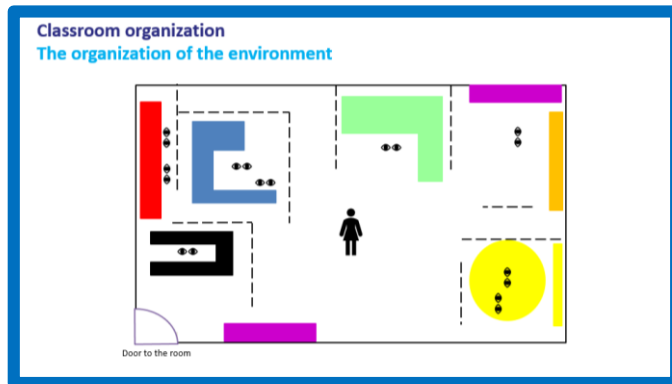 Classroom organization
The organization of the environment
Door to the room